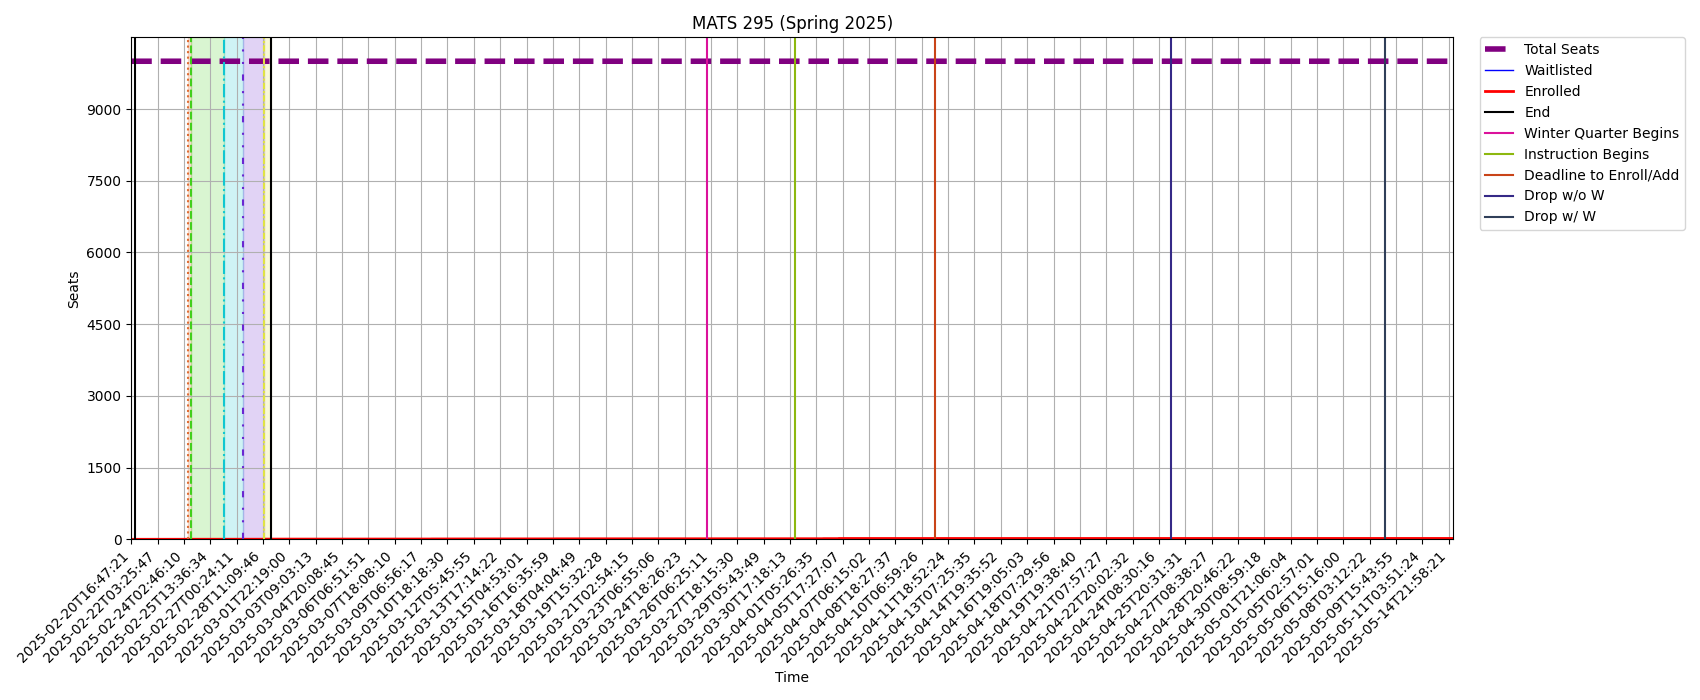 MATS 295 (Spring 2025)
Total Seats
Waitlisted
Enrolled
End
Winter Quarter Begins
Instruction Begins
Deadline to Enroll/Add
Drop w/o W
Drop w/ W
Seats
9000
7500
6000
4500
3000
1500
0
2025-02-20T16:47:21
2025-02-22T03:25:47
2025-02-24T02:46:10
2025-02-25T13:36:34
2025-02-27T00:24:11
2025-02-28T11:09:46
2025-03-01T22:19:00
2025-03-03T09:03:13
2025-03-04T20:08:45
2025-03-06T06:51:51
2025-03-07T18:08:10
2025-03-09T06:56:17
2025-03-10T18:18:30
2025-03-12T05:45:55
2025-03-13T17:14:22
2025-03-15T04:53:01
2025-03-16T16:35:59
2025-03-18T04:04:49
2025-03-19T15:32:28
2025-03-21T02:54:15
2025-03-23T06:55:06
2025-03-24T18:26:23
2025-03-26T06:25:11
2025-03-27T18:15:30
2025-03-29T05:43:49
2025-03-30T17:18:13
2025-04-01T05:26:35
2025-04-05T17:27:07
2025-04-07T06:15:02
2025-04-08T18:27:37
2025-04-10T06:59:26
2025-04-11T18:52:24
2025-04-13T07:25:35
2025-04-14T19:35:52
2025-04-16T19:05:03
2025-04-18T07:29:56
2025-04-19T19:38:40
2025-04-21T07:57:27
2025-04-22T20:02:32
2025-04-24T08:30:16
2025-04-25T20:31:31
2025-04-27T08:38:27
2025-04-28T20:46:22
2025-04-30T08:59:18
2025-05-01T21:06:04
2025-05-05T02:57:01
2025-05-06T15:16:00
2025-05-08T03:12:22
2025-05-09T15:43:55
2025-05-11T03:51:24
2025-05-14T21:58:21
Time